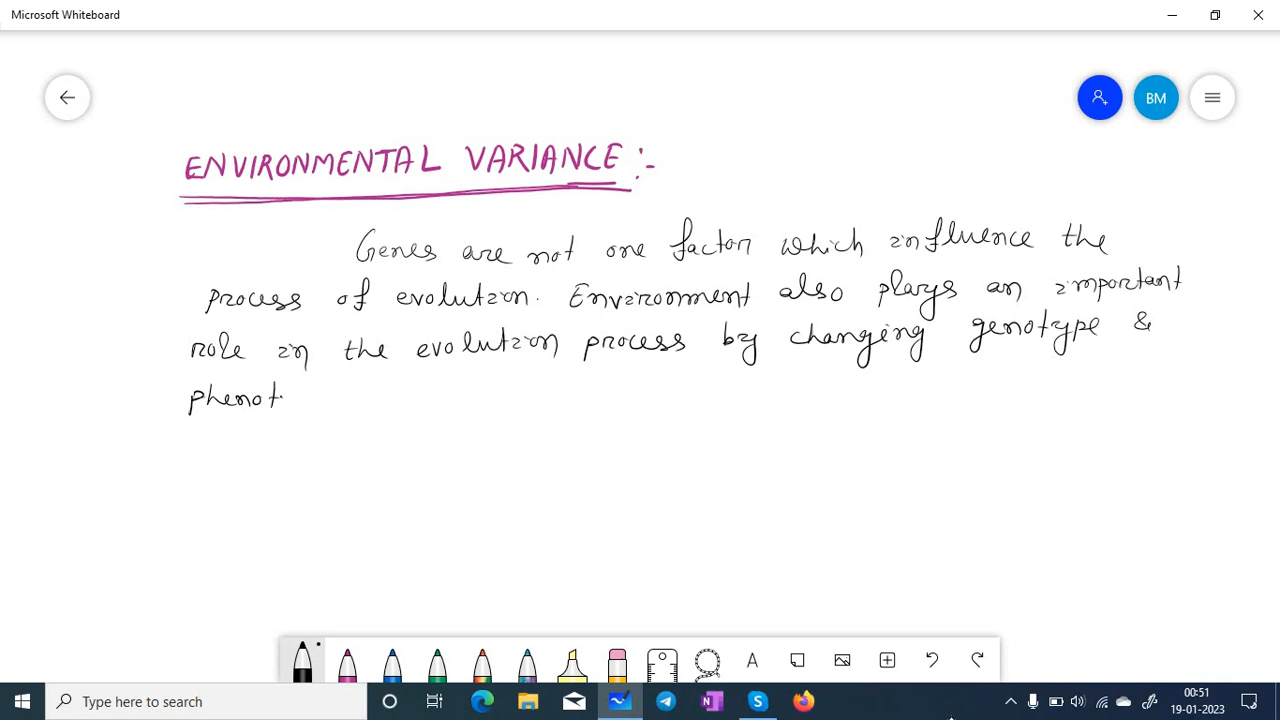 Microsoft Whiteboard
BM
ENVIRONMENTAL VARIANCE :-
Genes are not one factor which influence the
process of evolution. Environment also plays an important
role in the evolution process by changing genotype &
phenot
A
Type here to search
00:51
19-01-2023